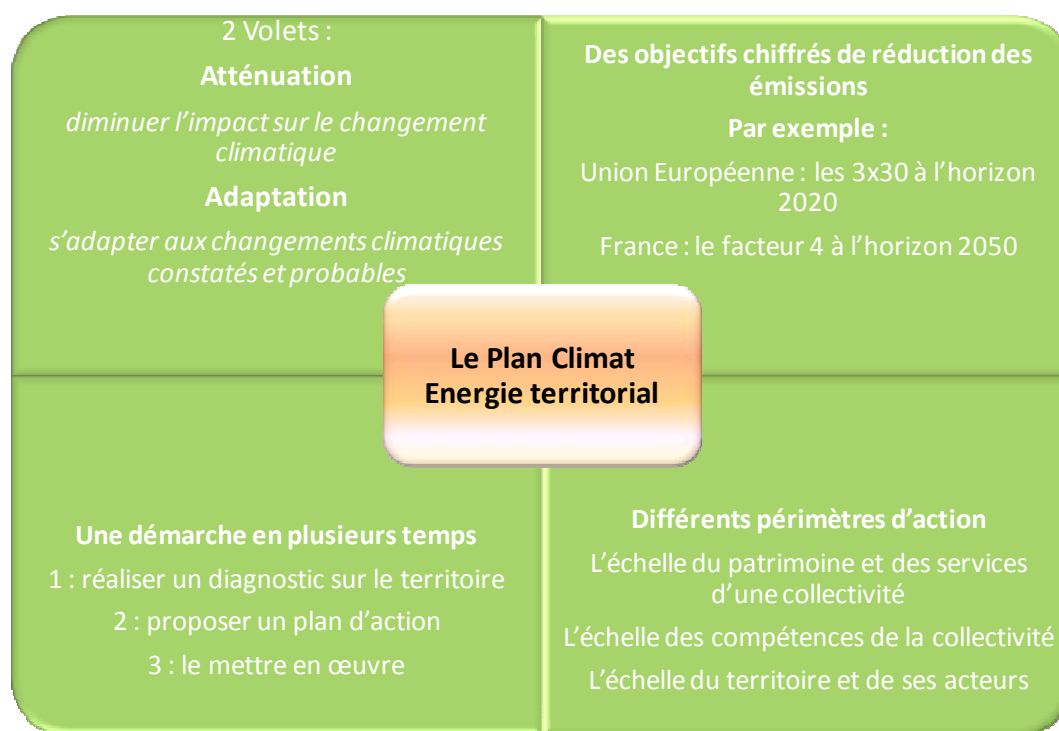 2 Volets :
Atténuation
diminuer l'impact sur le changement
climatique
Adaptation
s'adapter aux changements climatiques
constatés et probables
Des objectifs chiffrés de réduction des
émissions
Par exemple :
Union Européenne : les 3x30 à l'horizon
2020
France : le facteur 4 à l'horizon 2050
Le Plan Climat
Energie territorial
Une démarche en plusieurs temps
1 : réaliser un diagnostic sur le territoire
2 : proposer un plan d'action
3 : le mettre en œuvre
Différents périmètres d'action
L'échelle du patrimoine et des services
d'une collectivité
L'échelle des compétences de la collectivité
L'échelle du territoire et de ses acteurs